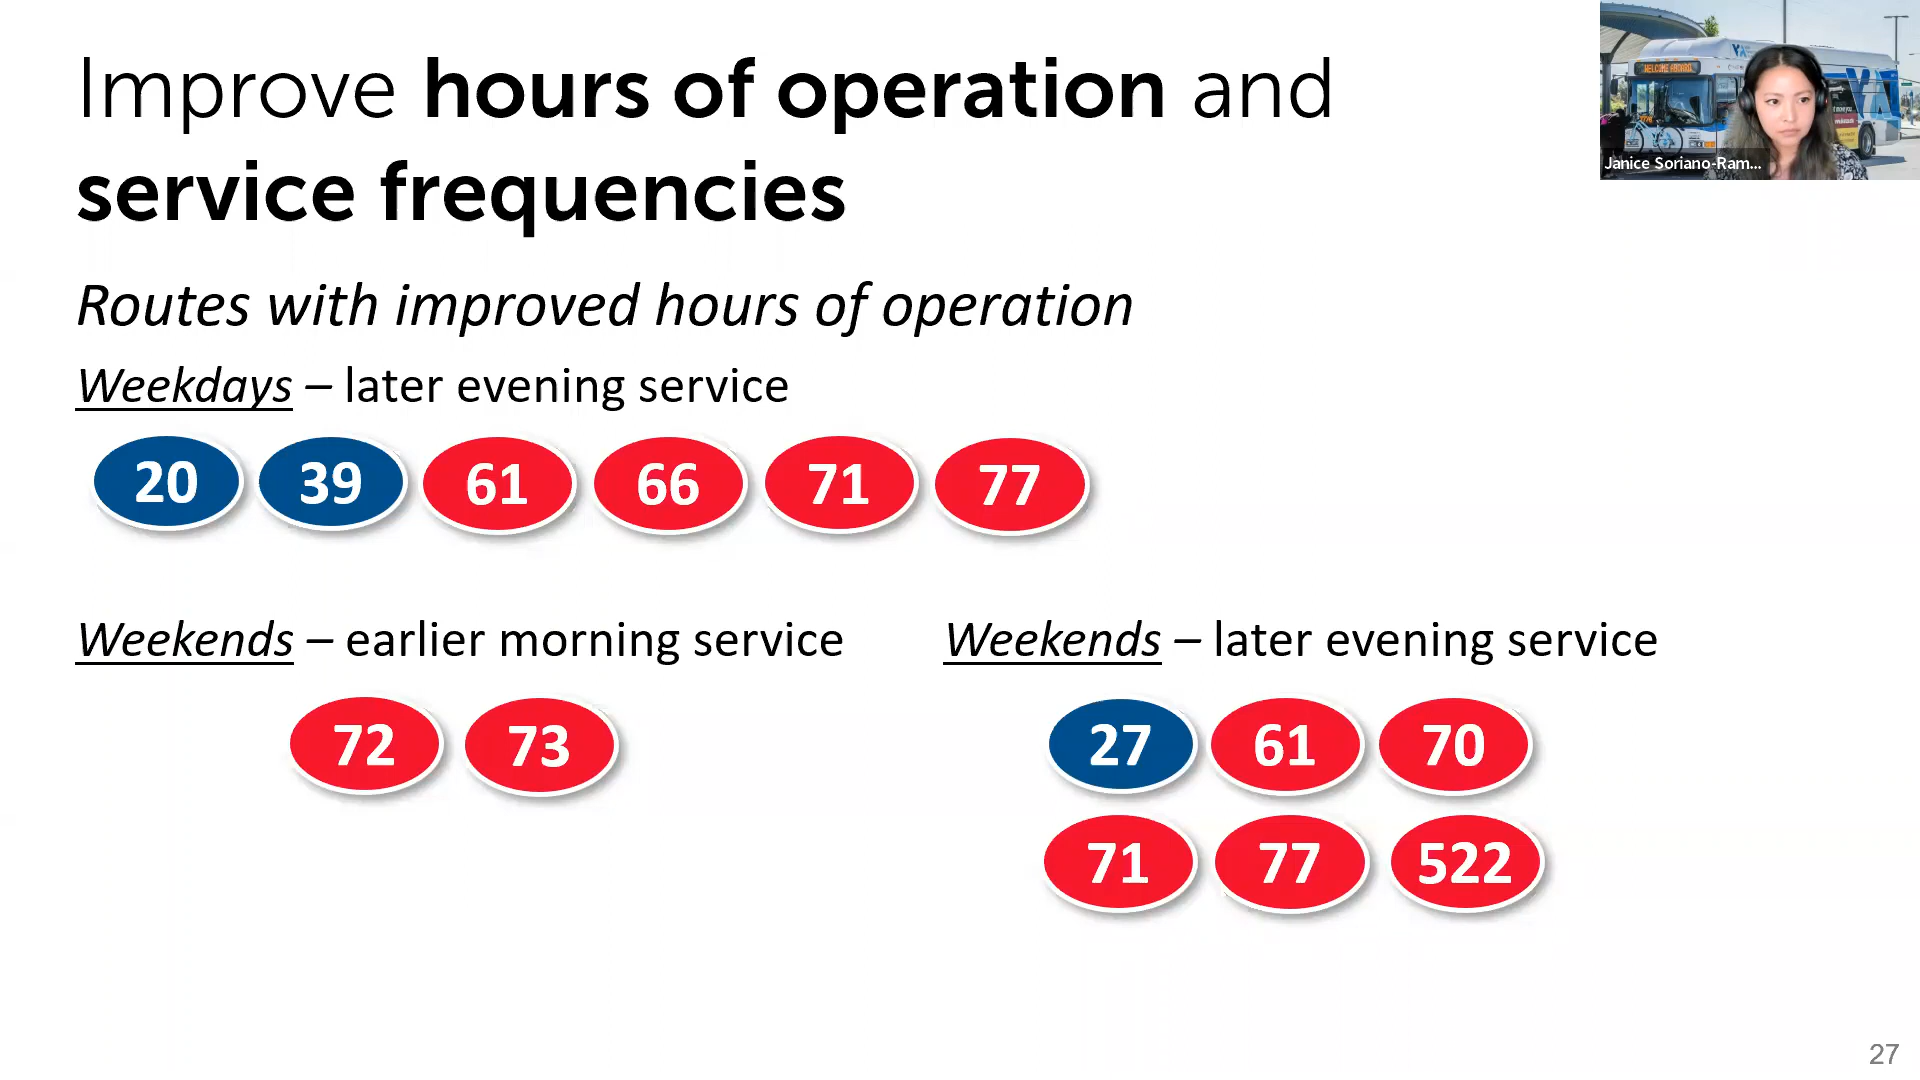 Improve hours of operation and
service frequencies
WELCOME ABOARD
Janice Soriano-Ram...
Routes with improved hours of operation
Weekdays – later evening service
20 39 61 66 71 77
Weekends – earlier morning service
72 73
Weekends – later evening service
27 61 70
71 77 522
27